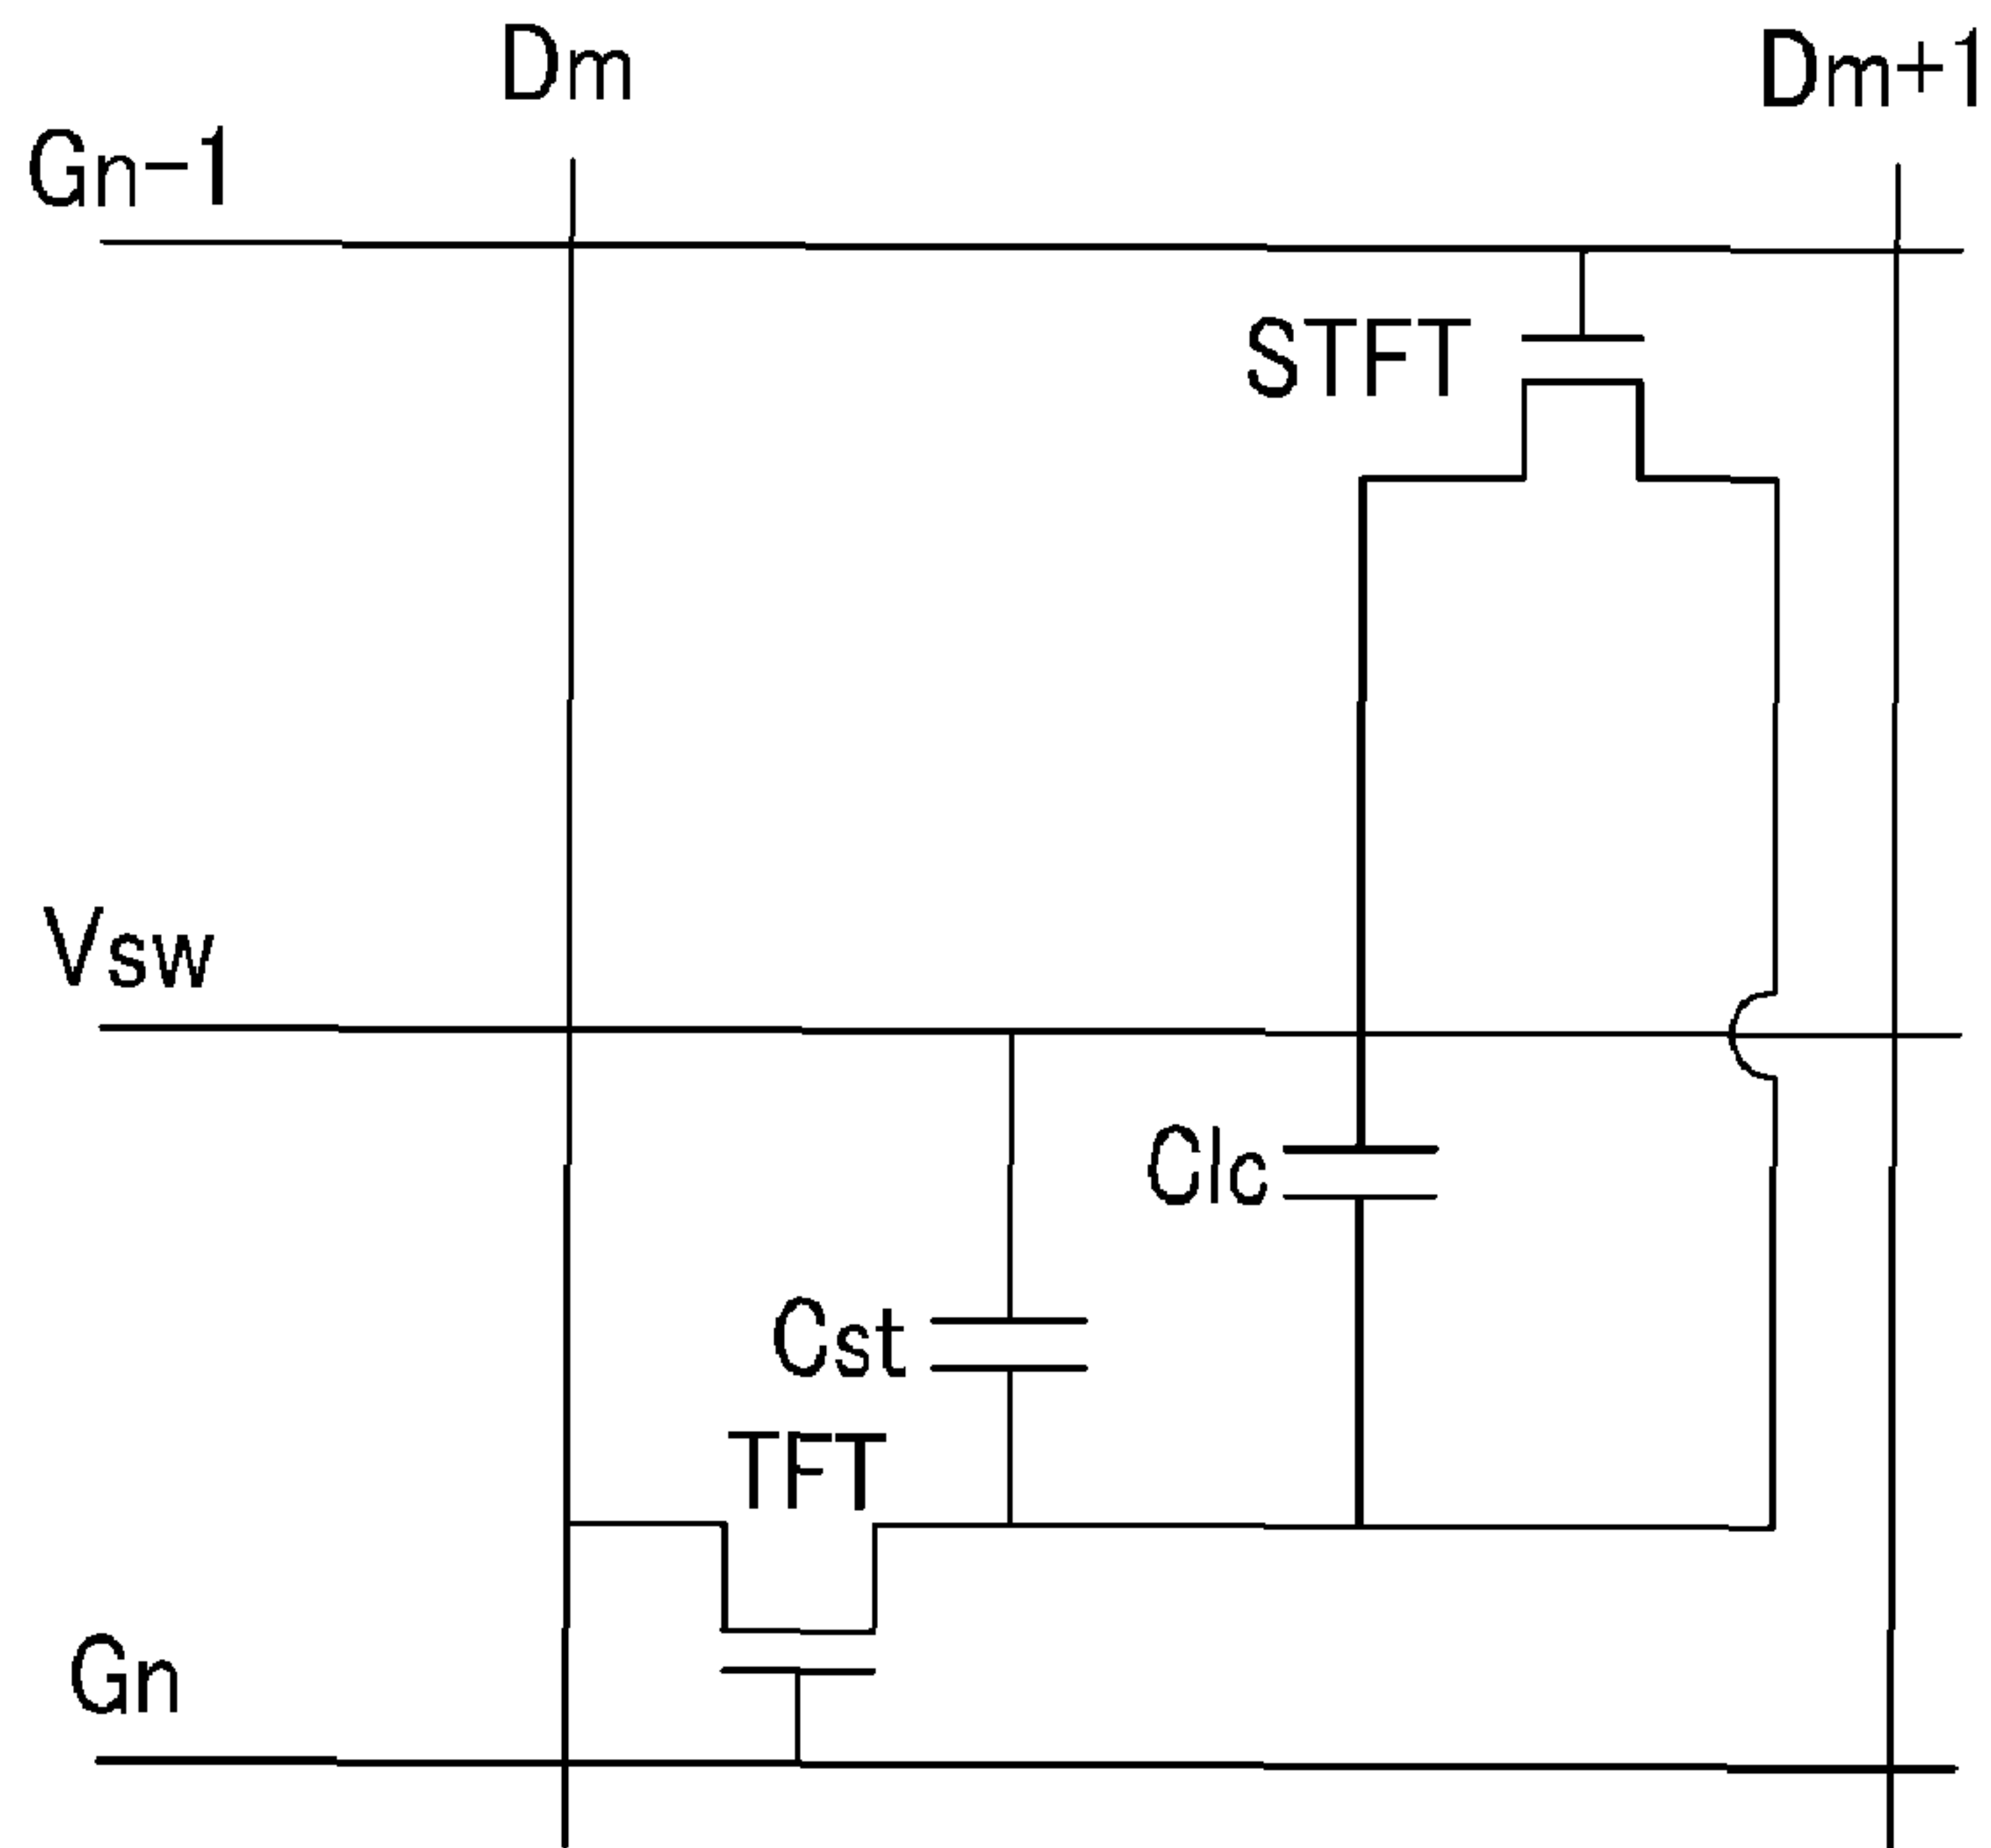 Dm
Dm+1
Gn-1
STFT
Vsw
Clc
Cst
TFT
Gn